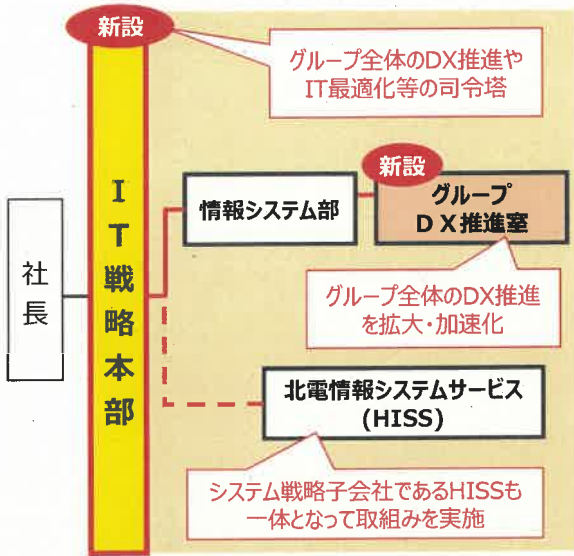 新設
グループ全体のDX推進や
IT最適化等の司令塔
社長
IT戦略本部
情報システム部
新設
グループ
DX推進室
グループ全体のDX推進
を拡大・加速化
北電情報システムサービス
(HISS)
システム戦略子会社であるHISSも
一体となって取組みを実施